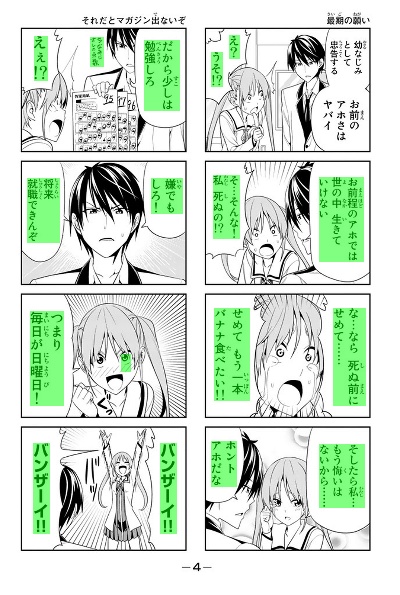 最期の願い
幼なじみ
として
忠告する
お前の
アホさは
ヤバイ
え?
うそ!?
お前程のアホでは
世の中 生きて
いけない
そ…そんな!
私 死ぬの!?
な…なら 死ぬ前に
せめて……
せめて もう一本
バナナ食べたい!!
そしたら私…
もう悔いは
ないから……
ホント
アホだな
それだとマガジン出ないぞ
だから少しは
勉強しろ
ええ!?
嫌でも
しろ!
将来
就職できんぞ
つまり
毎日が
日曜日!
バンザーイ!!
バンザーイ!!
—4—